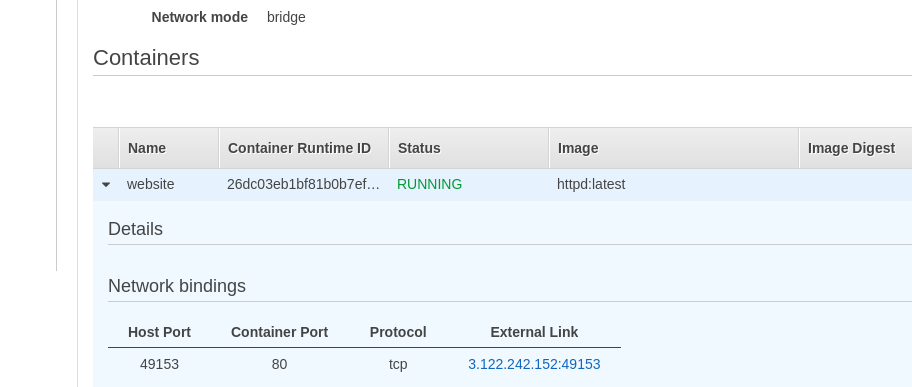 Network mode bridge
Containers
Name Container Runtime ID Status Image Image Digest
website 26dc03eb1bf81b0b7ef… RUNNING httpd:latest
Details
Network bindings
Host Port Container Port Protocol External Link
49153 80 tcp 3.122.242.152:49153